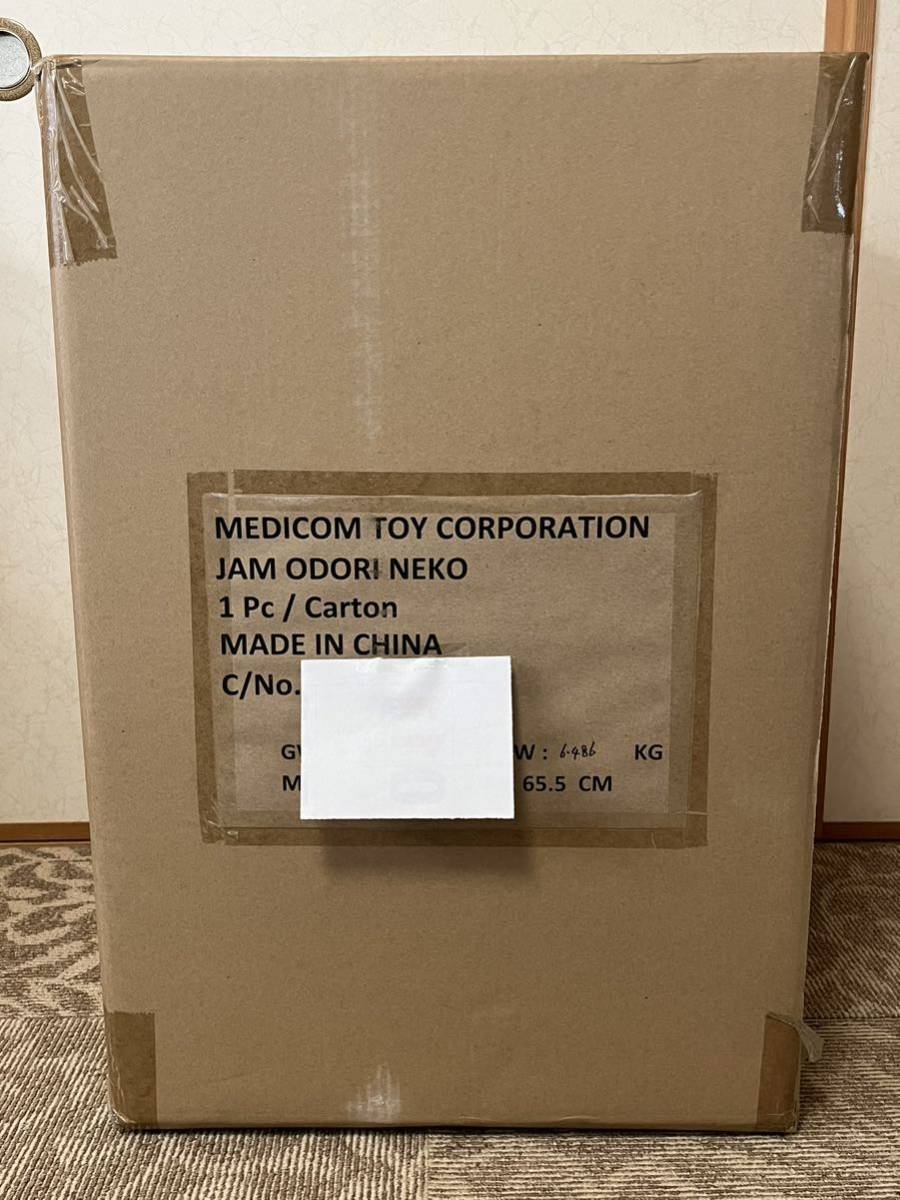 MEDICOM TOY CORPORATION
JAM ODORI NEKO
1 Pc / Carton
MADE IN CHINA
C/No.
W : 6.486 KG
65.5 CM